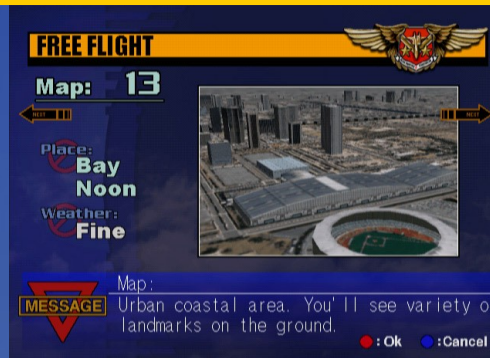 FREE FLIGHT
Map: 13
NEXT
NEXT
Place:
Bay
Noon
Weather:
Fine
Map:
MESSAGE
Urban coastal area. You'll see variety o
landmarks on the ground.
: Ok :Cancel